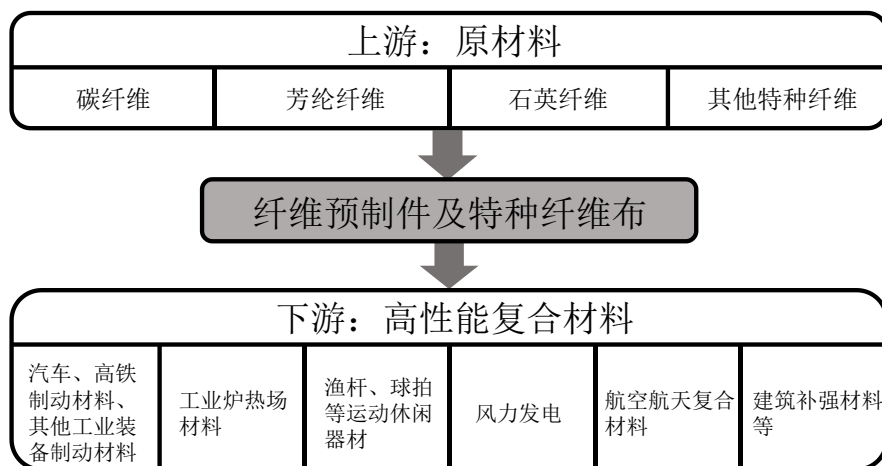 上游：原材料
碳纤维
芳纶纤维
石英纤维
其他特种纤维
纤维预制件及特种纤维布
下游：高性能复合材料
汽车、高铁
制动材料、
其他工业装
备制动材料
工业炉热场
材料
渔杆、球拍
等运动休闲
器材
风力发电
航空航天复合
材料
建筑补强材料
等